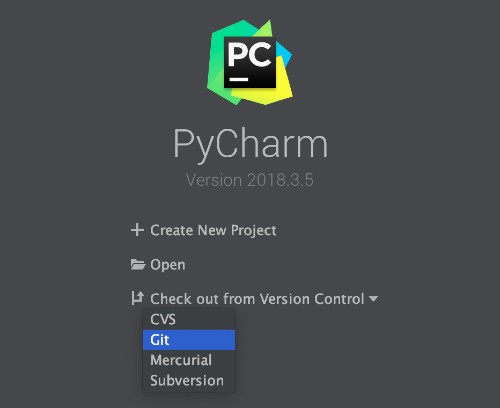 PC
PyCharm
Version 2018.3.5
Create New Project
Open
Check out from Version Control
CVS
Git
Mercurial
Subversion